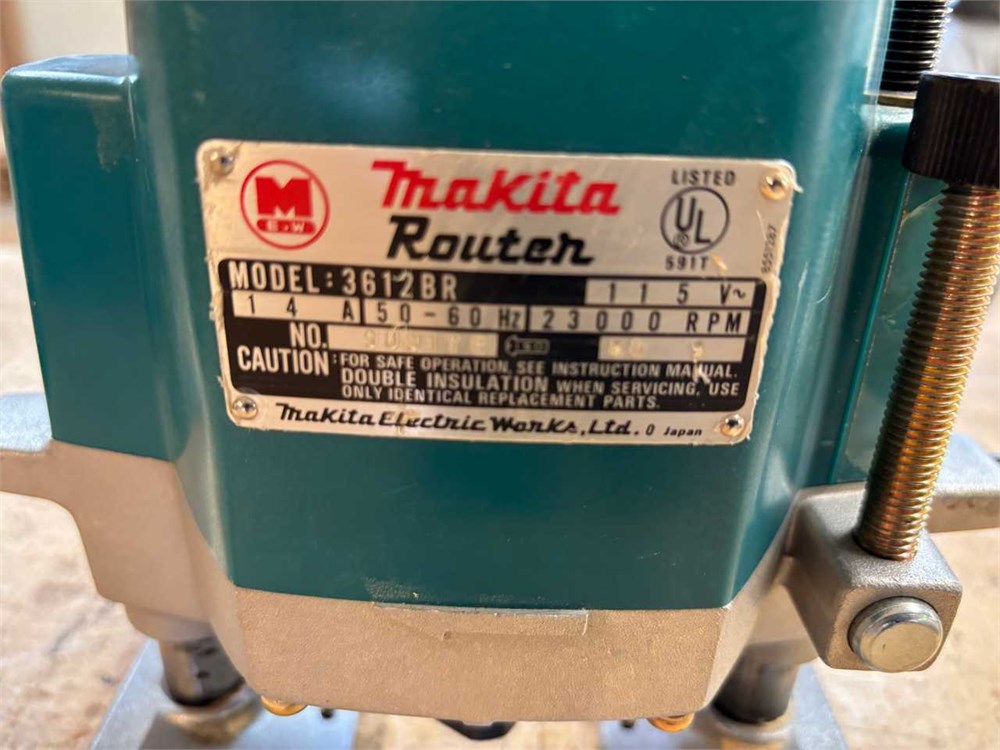 M
E.W
Makita
Router
LISTED
UL
®
591T
8551287
MODEL: 3612BR 115 V~
14 A 50-60 Hz 23000 RPM
NO.
CAUTION: FOR SAFE OPERATION, SEE INSTRUCTION MANUAL.
DOUBLE INSULATION WHEN SERVICING, USE
ONLY IDENTICAL REPLACEMENT PARTS.
Makita Electric Works, Ltd. O Japan